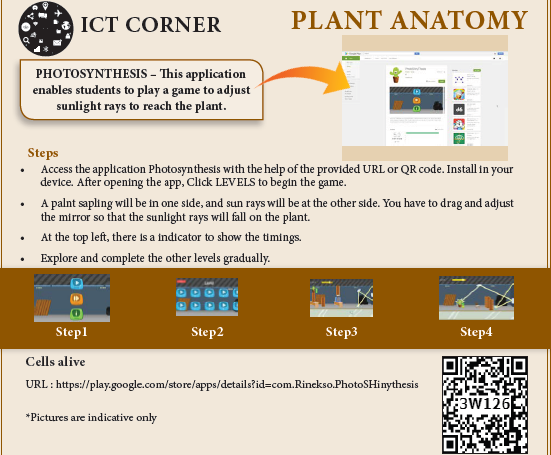 ICT CORNER
PLANT ANATOMY
PHOTOSYNTHESIS – This application
enables students to play a game to adjust
sunlight rays to reach the plant.
Steps
• Access the application Photosynthesis with the help of the provided URL or QR code. Install in your
device. After opening the app, Click LEVELS to begin the game.
• A palnt sapling will be in one side, and sun rays will be at the other side. You have to drag and adjust
the mirror so that the sunlight rays will fall on the plant.
• At the top left, there is a indicator to show the timings.
• Explore and complete the other levels gradually.
Step1
Step2
Step3
Step4
Cells alive
URL : https://play.google.com/store/apps/details?id=com.Rinekso.PhotoSHinythesis
3W126
*Pictures are indicative only